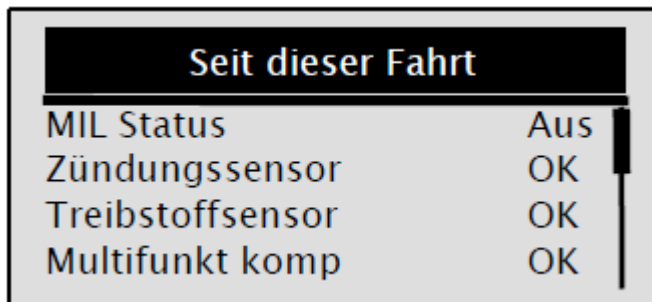 Seit dieser Fahrt
MIL Status Aus
Zündungssensor OK
Treibstoffsensor OK
Multifunkt komp OK